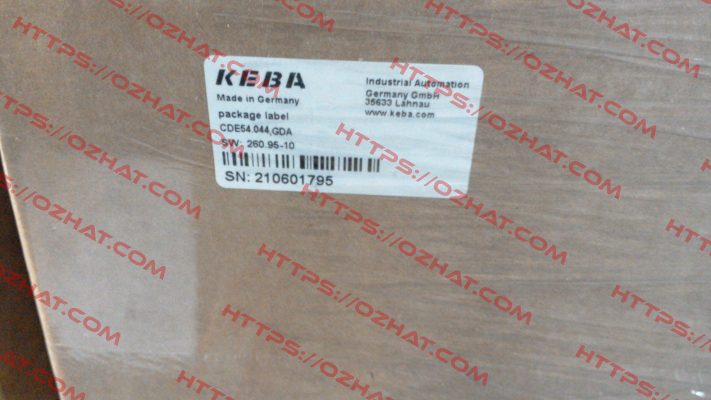 KEBA
Industrial Automation
Germany GmbH
35633 Lahnau
www.keba.com
Made in Germany
package label
CDE54.044,GDA
SW: 260.95-10
SN: 210601795
HTTPS://OZHAT.COM